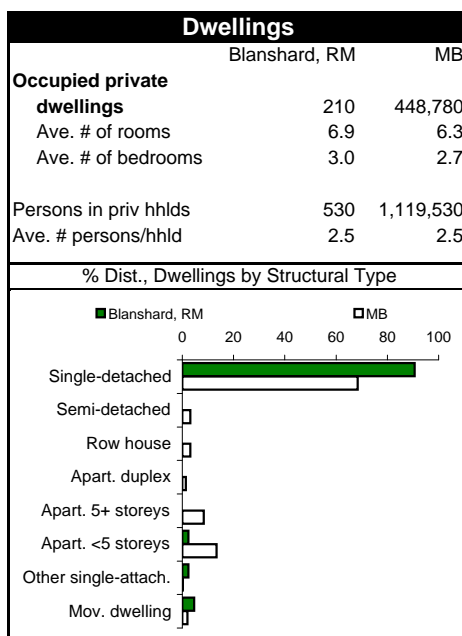 Dwellings
Blanshard, RM MB
Occupied private
dwellings 210 448,780
Ave. # of rooms 6.9 6.3
Ave. # of bedrooms 3.0 2.7
Persons in priv hhlds 530 1,119,530
Ave. # persons/hhld 2.5 2.5
% Dist., Dwellings by Structural Type
Blanshard, RM MB
0 20 40 60 80 100
Single-detached
Semi-detached
Row house
Apart. duplex
Apart. 5+ storeys
Apart. <5 storeys
Other single-attach.
Mov. dwelling